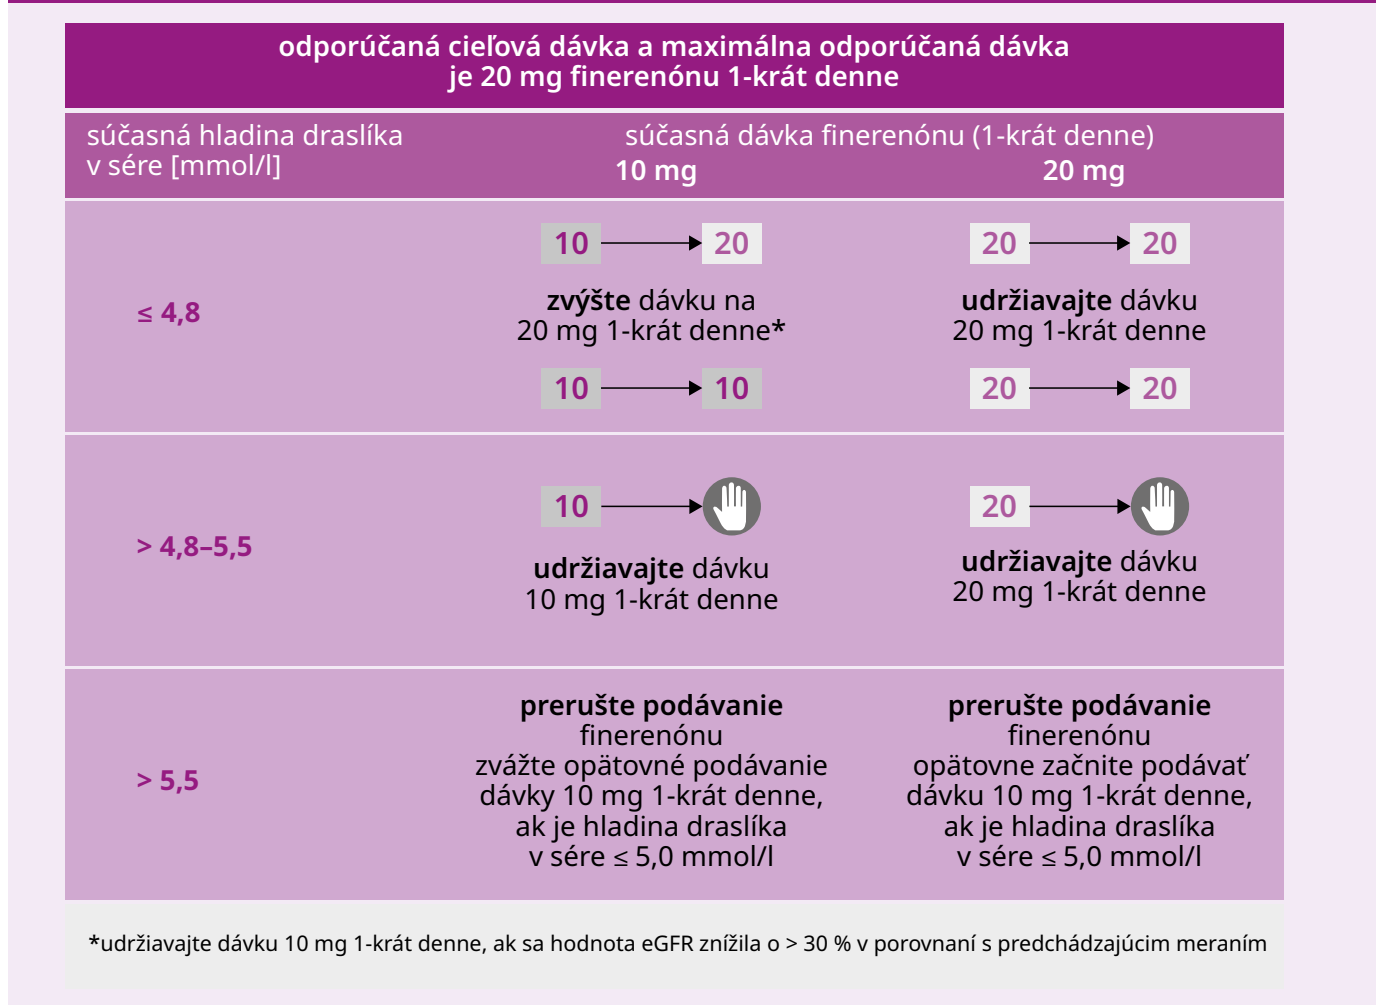 odporúčaná cieľová dávka a maximálna odporúčaná dávka
je 20 mg finerenónu 1-krát denne
súčasná hladina draslíka
v sére [mmol/l]
súčasná dávka finerenónu (1-krát denne)
10 mg
20 mg
≤ 4,8
10
20
zvýšte dávku na
20 mg 1-krát denne*
10
10
20
20
udržiavajte dávku
20 mg 1-krát denne
20
20
> 4,8–5,5
10
udržiavajte dávku
10 mg 1-krát denne
20
udržiavajte dávku
20 mg 1-krát denne
> 5,5
prerušte podávanie
finerenónu
zvážte opätovné podávanie
dávky 10 mg 1-krát denne,
ak je hladina draslíka
v sére ≤ 5,0 mmol/l
prerušte podávanie
finerenónu
opätovne začnite podávať
dávku 10 mg 1-krát denne,
ak je hladina draslíka
v sére ≤ 5,0 mmol/l
*udržiavajte dávku 10 mg 1-krát denne, ak sa hodnota eGFR znížila o > 30 % v porovnaní s predchádzajúcim meraním